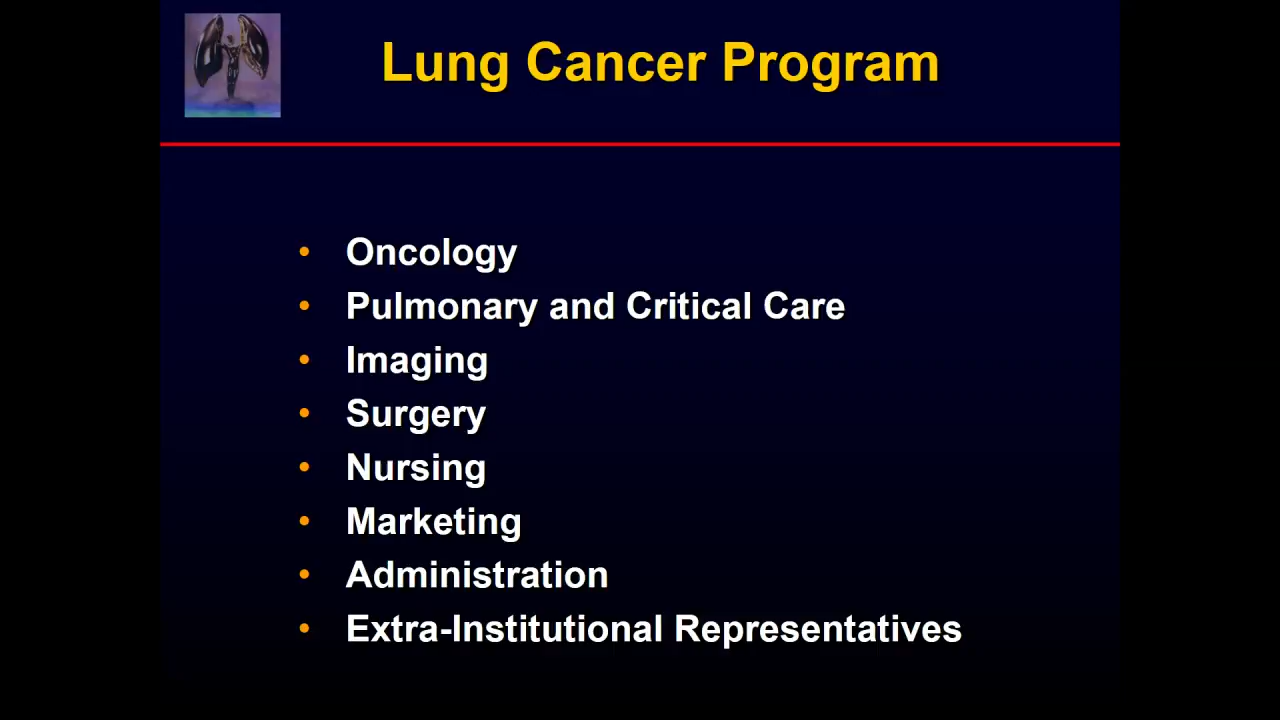 Lung Cancer Program
• Oncology
• Pulmonary and Critical Care
• Imaging
• Surgery
• Nursing
• Marketing
• Administration
• Extra-Institutional Representatives